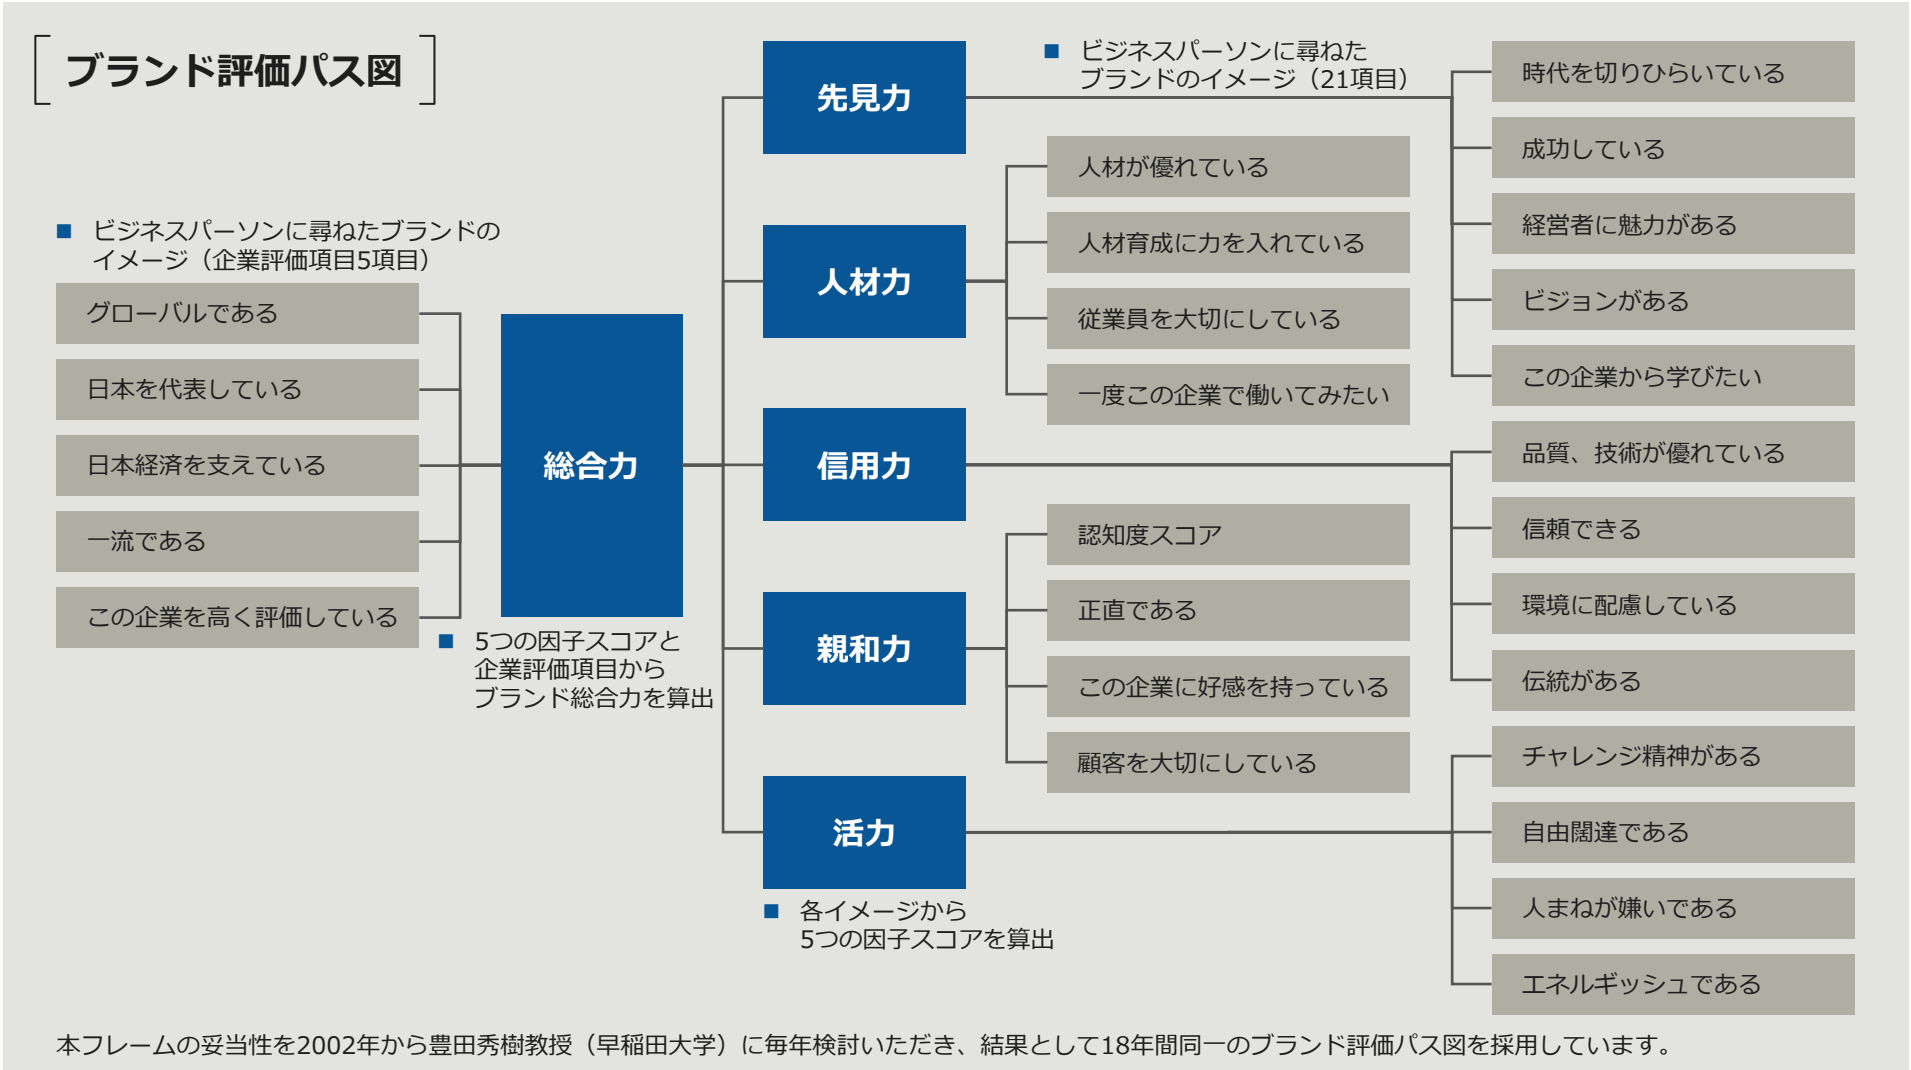 ブランド評価パス図
ビジネスパーソンに尋ねたブランドの
イメージ（企業評価項目5項目）
グローバルである
日本を代表している
日本経済を支えている
一流である
この企業を高く評価している
総合力
5つの因子スコアと
企業評価項目から
ブランド総合力を算出
先見力
人材力
信用力
親和力
活力
各イメージから
5つの因子スコアを算出
ビジネスパーソンに尋ねた
ブランドのイメージ（21項目）
人材が優れている
人材育成に力を入れている
従業員を大切にしている
一度この企業で働いてみたい
認知度スコア
正直である
この企業に好感を持っている
顧客を大切にしている
時代を切りひらいている
成功している
経営者に魅力がある
ビジョンがある
この企業から学びたい
品質、技術が優れている
信頼できる
環境に配慮している
伝統がある
チャレンジ精神がある
自由闊達である
人まねが嫌いである
エネルギッシュである
本フレームの妥当性を2002年から豊田秀樹教授（早稲田大学）に毎年検討いただき、結果として18年間同一のブランド評価パス図を採用しています。